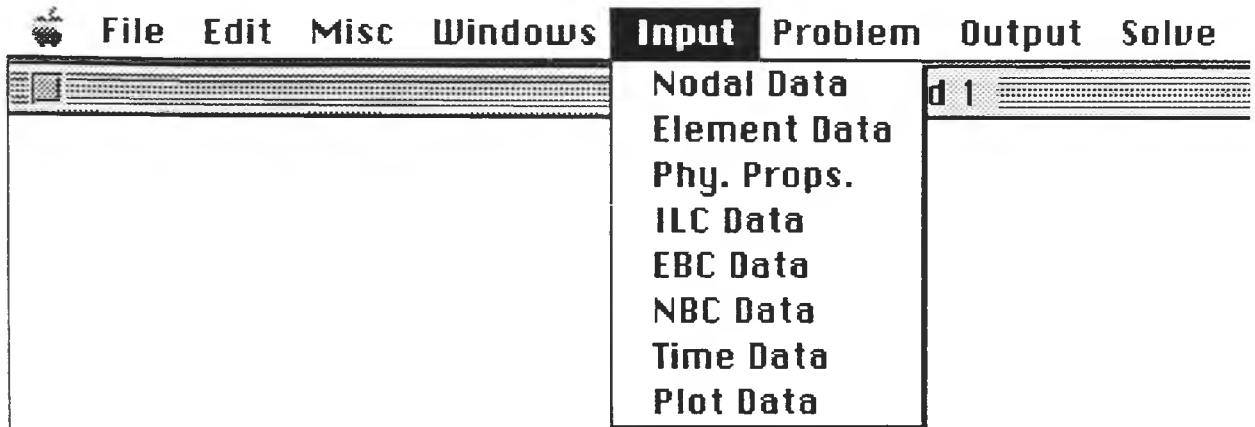 File Edit Misc Windows Input Problem Output Solve
d 1
Nodal Data
Element Data
Phy. Props.
ILC Data
EBC Data
NBC Data
Time Data
Plot Data